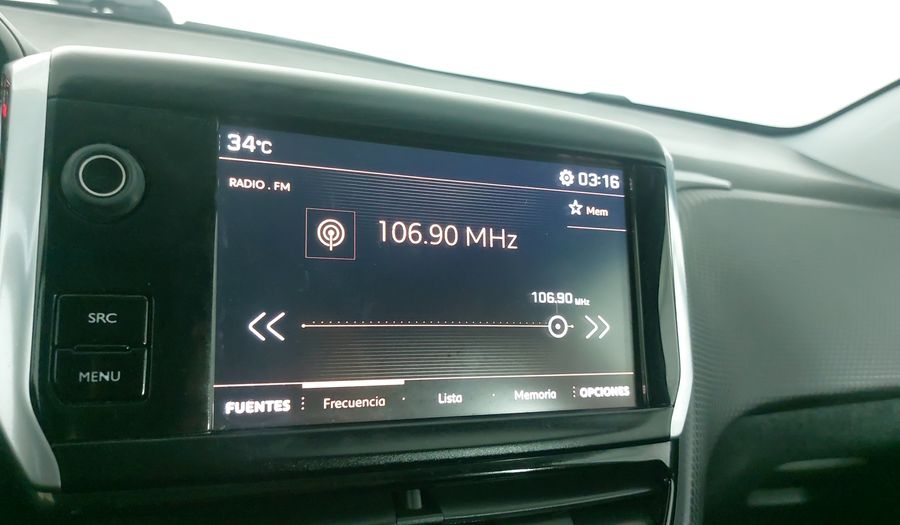 34°C
03:16
RADIO . FM
Mem
106.90 MHz
106.90 MHz
SRC
MENU
FUENTES
Frecuencia
Lista
Memoria
OPCIONES